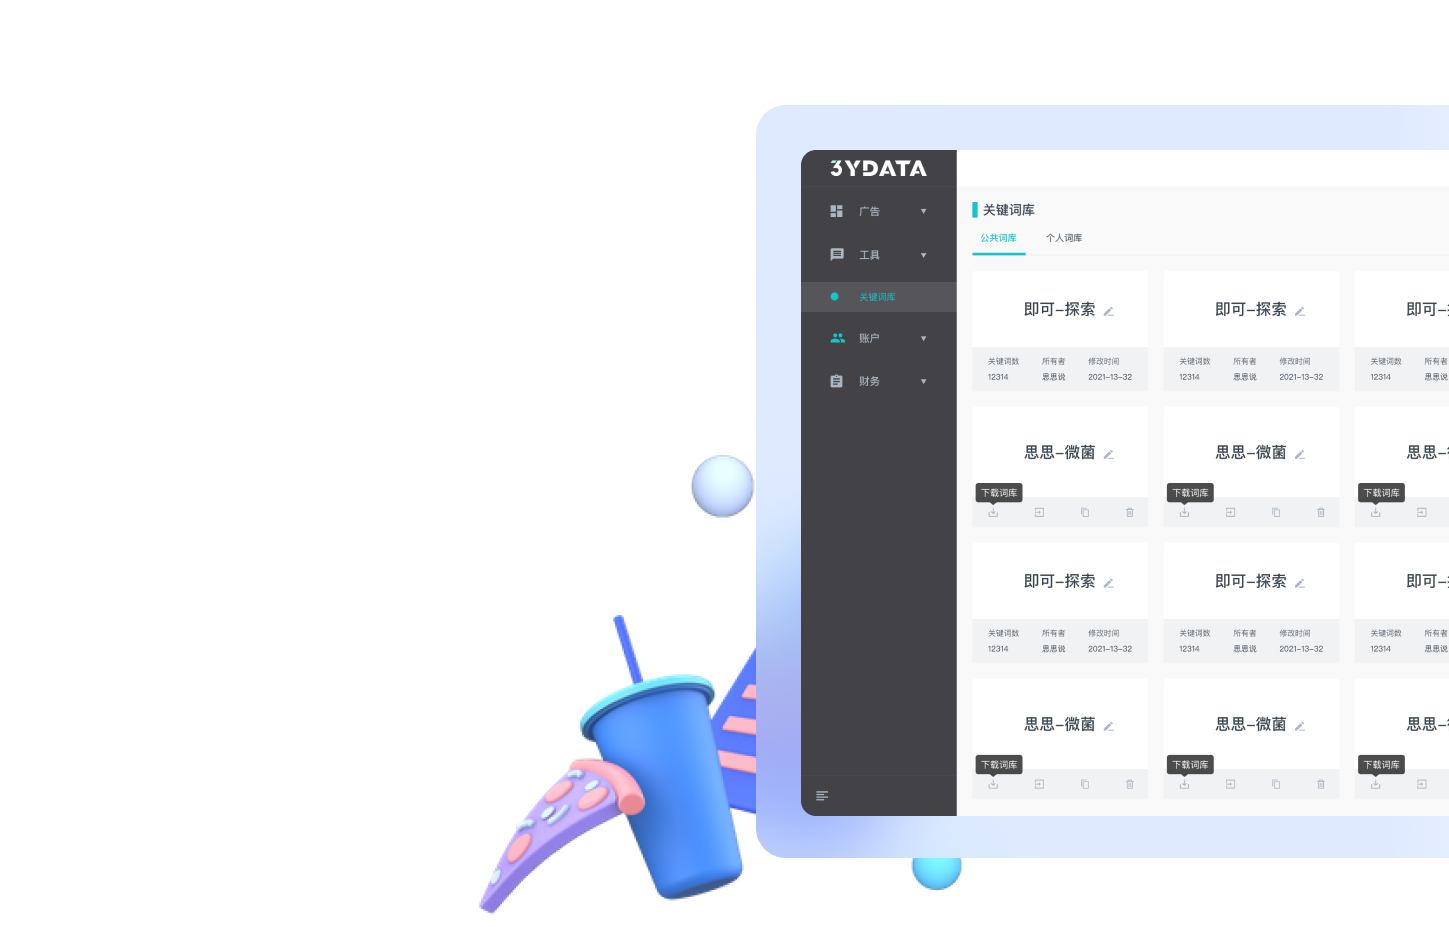 3YDATA
广告
工具
关键词库
账户
财务
关键词库
公共词库 个人词库
即可-探索 即可-探索 即可-
关键词数 所有者 修改时间 关键词数 所有者 修改时间 关键词数 所有者
12314 思思说 2021-13-32 12314 思思说 2021-13-32 12314 思思说
思思-微菌 思思-微菌 思思-
下载词库 下载词库 下载词库
即可-探索 即可-探索 即可-
关键词数 所有者 修改时间 关键词数 所有者 修改时间 关键词数 所有者
12314 思思说 2021-13-32 12314 思思说 2021-13-32 12314 思思说
思思-微菌 思思-微菌 思思-
下载词库 下载词库 下载词库